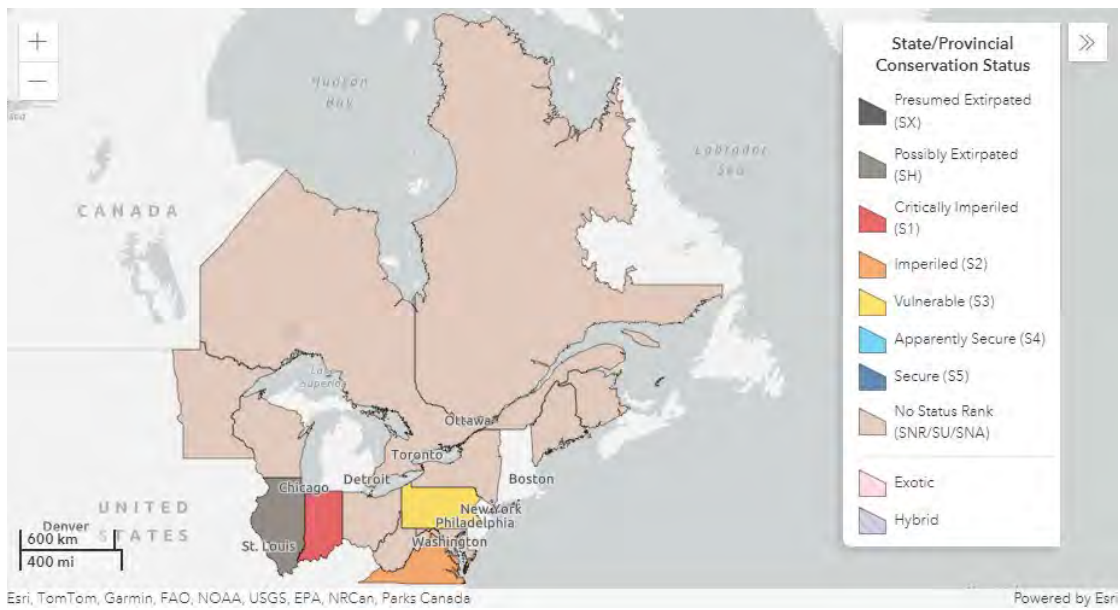 +
−
Hudson
Bay
Labrador
Sea
CANADA
Lake
Superior
Ottawa
Toronto
Detroit
Chicago
Boston
New York
Philadelphia
Washington
UNITED
STATES
Denver
St. Louis
600 km
400 mi
State/Provincial
Conservation Status
Presumed Extirpated
(SX)
Possibly Extirpated
(SH)
Critically Imperiled
(S1)
Imperiled (S2)
Vulnerable (S3)
Apparently Secure (S4)
Secure (S5)
No Status Rank
(SNR/SU/SNA)
Exotic
Hybrid
Esri, TomTom, Garmin, FAO, NOAA, USGS, EPA, NRCan, Parks Canada
Powered by Esri